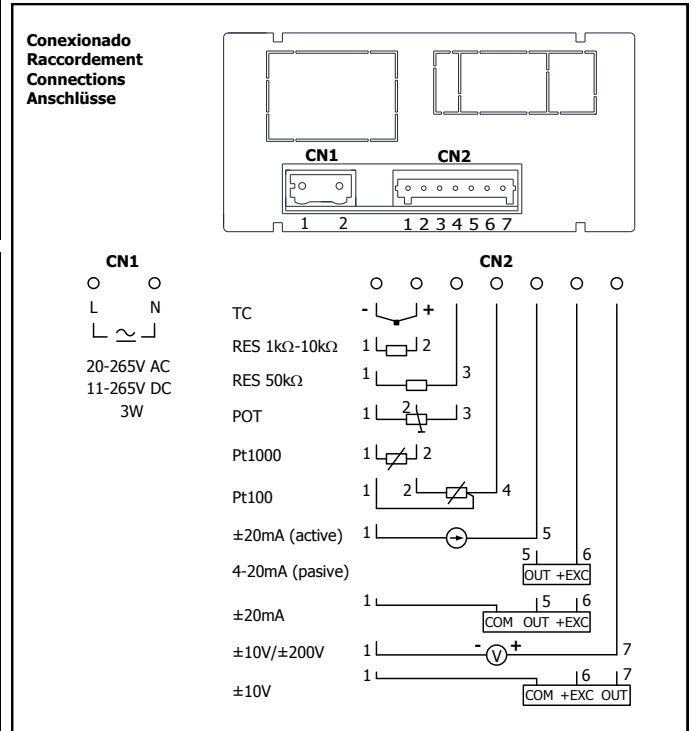 Conexionado
Raccordement
Connections
Anschlüsse
CN1 CN2
1 2 1 2 3 4 5 6 7
CN1 CN2
L N
20-265V AC
11-265V DC
3W
TC - +
RES 1kΩ-10kΩ 1 2
RES 50kΩ 1 3
POT 1 2 3
Pt1000 1 2
Pt100 1 2 4
±20mA (active) 1 5
4-20mA (pasive) 5 6
OUT +EXC
±20mA 1 5 6
COM OUT +EXC
±10V/±200V 1 - V + 7
±10V 1 6 7
COM +EXC OUT